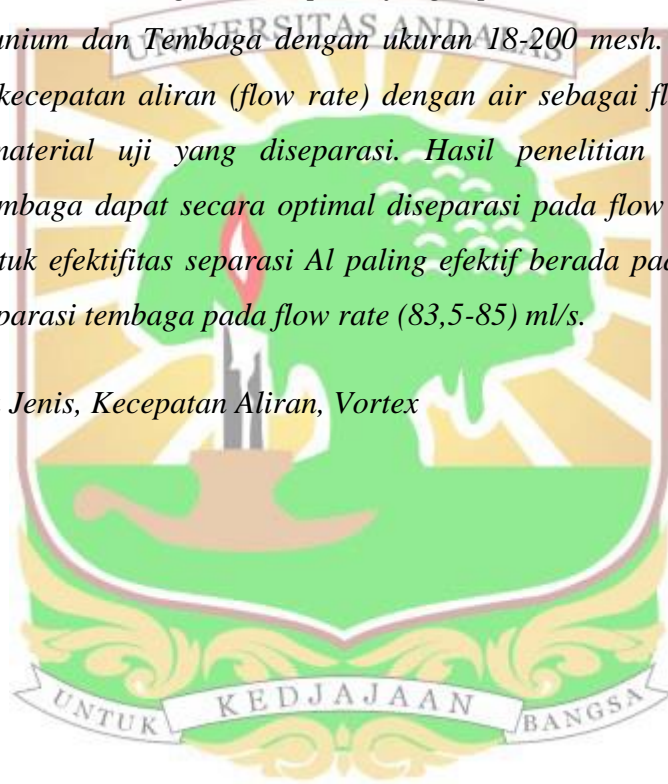 UNIVERSITAS ANDALAS
unium dan Tembaga dengan ukuran 18-200 mesh.
kecepatan aliran (flow rate) dengan air sebagai fl
material uji yang diseparasi. Hasil penelitian
mbaga dapat secara optimal diseparasi pada flow
tuk efektifitas separasi Al paling efektif berada pad
parasi tembaga pada flow rate (83,5-85) ml/s.
Jenis, Kecepatan Aliran, Vortex
UNTUK KEDJAJAAN BANGSA